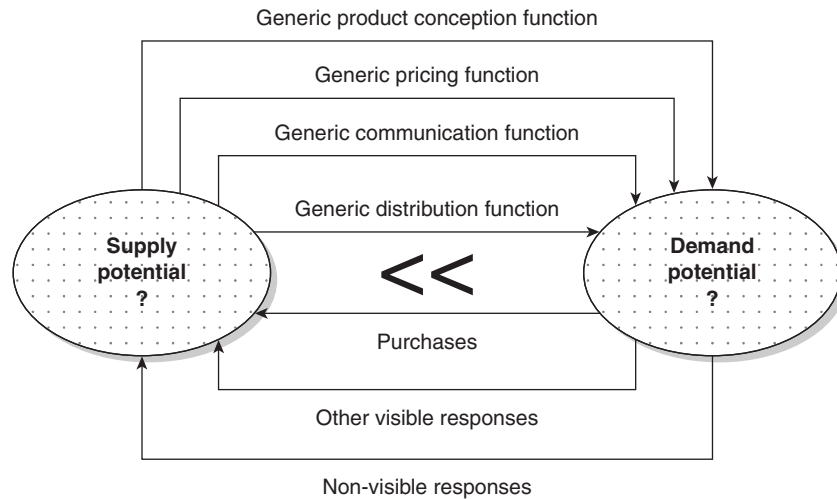 Generic product conception function
Generic pricing function
Generic communication function
Generic distribution function
Supply
potential
?
<<
Demand
potential
?
Purchases
Other visible responses
Non-visible responses